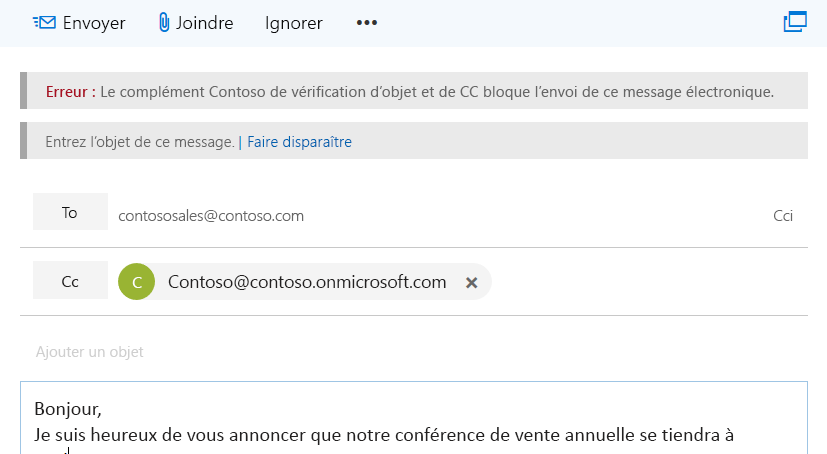 Envoyer Joindre Ignorer •••
Erreur : Le complément Contoso de vérification d’objet et de CC bloque l’envoi de ce message électronique.
Entrez l’objet de ce message. | Faire disparaître
To contososales@contoso.com Cci
Cc C Contoso@contoso.onmicrosoft.com ×
Ajouter un objet
Bonjour,
Je suis heureux de vous annoncer que notre conférence de vente annuelle se tiendra à